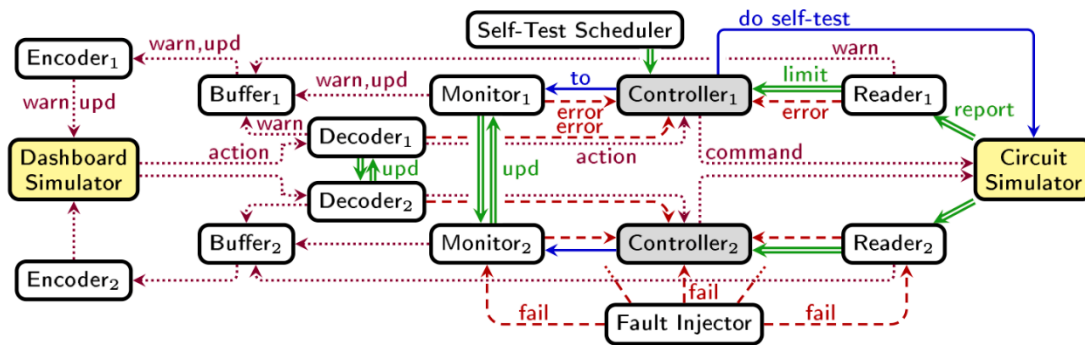 Self-Test Scheduler
do self-test
Encoder₁
warn,upd
warn
Buffer₁
warn,upd
Monitor₁
to
Controller₁
limit
Reader₁
error
error
error
report
warn upd
warn
Decoder₁
Dashboard
Simulator
action
action
command
Circuit
Simulator
upd
upd
Decoder₂
Buffer₂
Monitor₂
Controller₂
Reader₂
Encoder₂
fail
fail
fail
Fault Injector